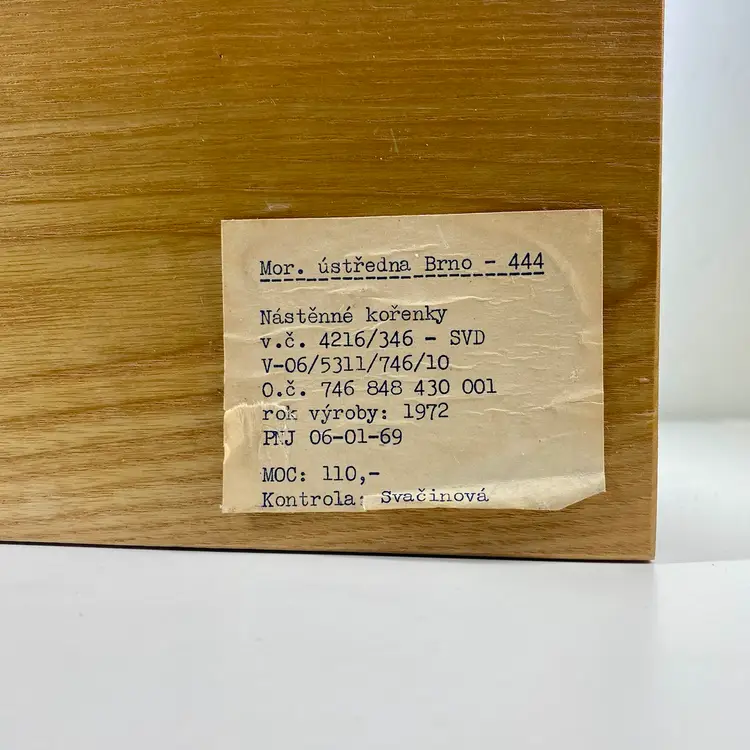 Mor. ústředna Brno - 444
Nástěnné kořenky
v.č. 4216/346 - SVD
V-06/5311/746/10
O.č. 746 848 430 001
rok výroby: 1972
PNJ 06-01-69
MOC: 110,-
Kontrola: Svačinová